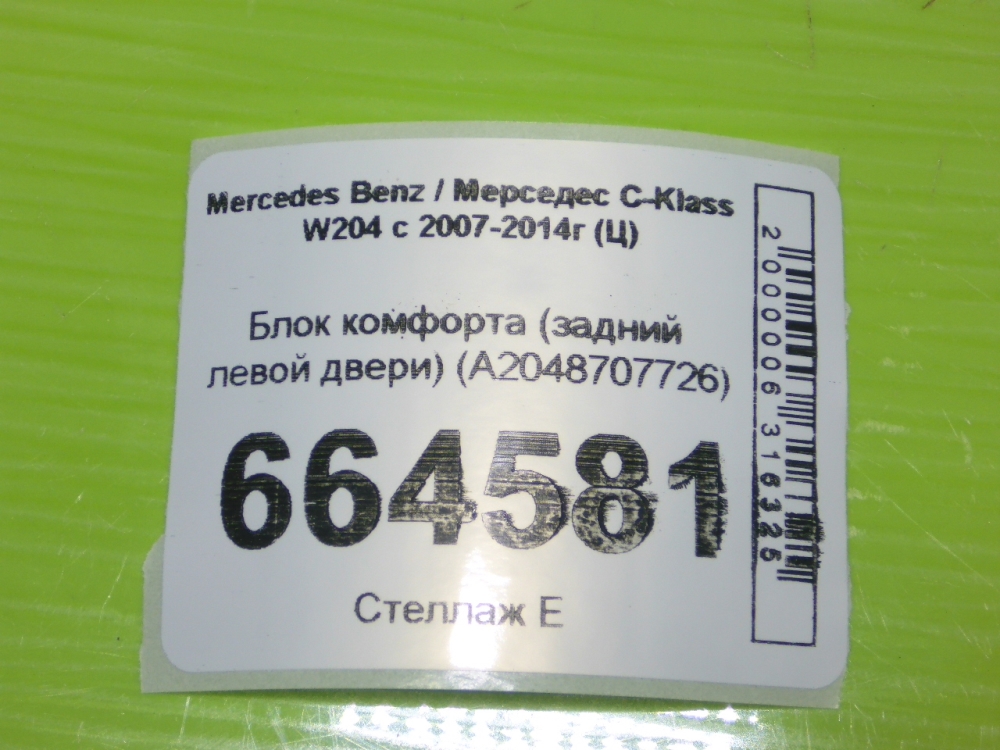 Mercedes Benz / Мерседес C-Klass
W204 с 2007-2014г (Ц)
Блок комфорта (задний
левой двери) (A2048707726)
664581
Стеллаж Е
2000006316325